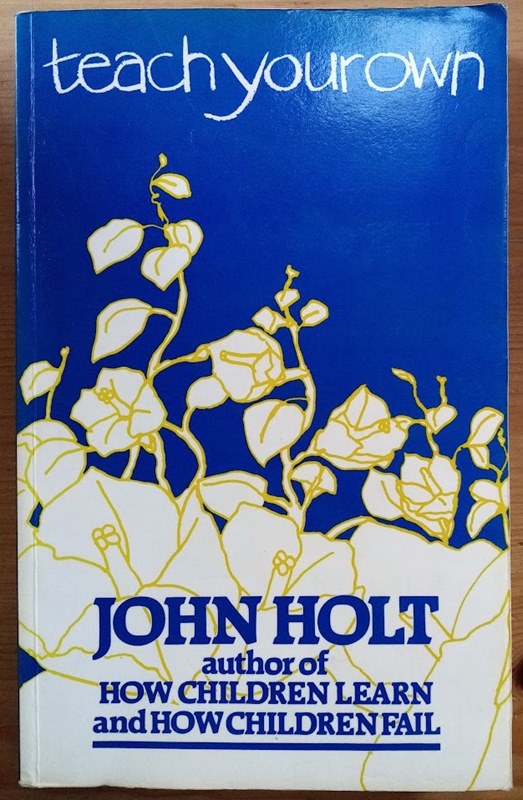 teach your own
JOHN HOLT
author of
HOW CHILDREN LEARN
and HOW CHILDREN FAIL